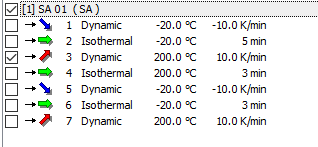 [1] SA 01 ( SA )
1 Dynamic -20.0 °C -10.0 K/min
2 Isothermal -20.0 °C 5 min
3 Dynamic 200.0 °C 10.0 K/min
4 Isothermal 200.0 °C 3 min
5 Dynamic -20.0 °C -10.0 K/min
6 Isothermal -20.0 °C 3 min
7 Dynamic 200.0 °C 10.0 K/min